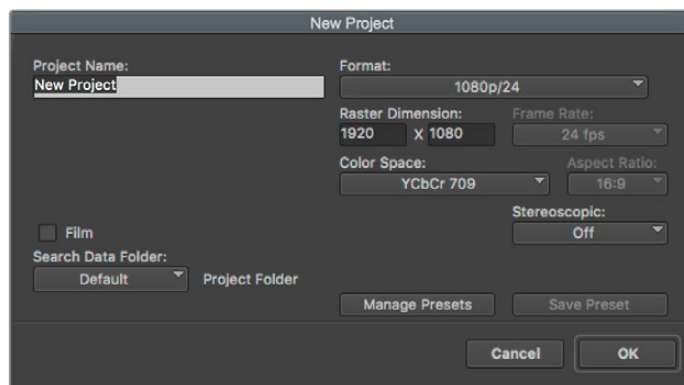 New Project
Project Name:
New Project
Format:
1080p/24
Raster Dimension:
1920 X 1080
Frame Rate:
24 fps
Color Space:
YCbCr 709
Aspect Ratio:
16:9
Stereoscopic:
Off
Film
Search Data Folder:
Default
Project Folder
Manage Presets
Save Preset
Cancel
OK